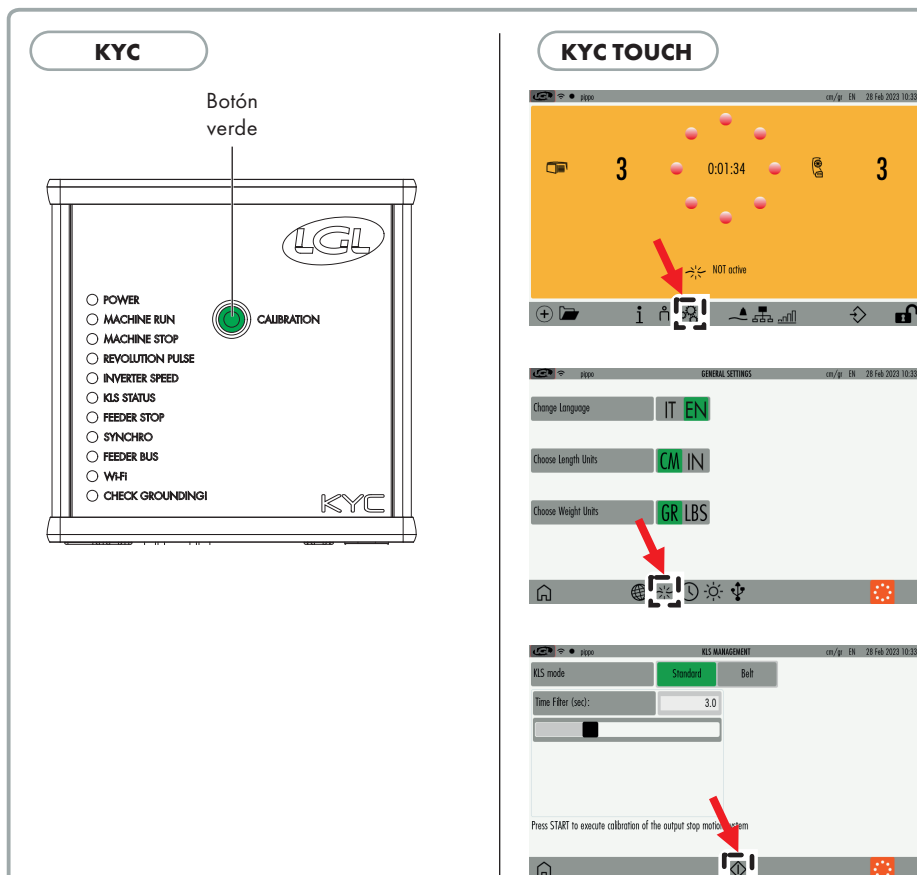 KYC
Botón
verde
LGL
POWER
MACHINE RUN
CALIBRATION
MACHINE STOP
REVOLUTION PULSE
INVERTER SPEED
KLS STATUS
FEEDER STOP
SYNCHRO
FEEDER BUS
Wi-Fi
CHECK GROUNDING!
KYC
KYC TOUCH
LGL pippo cm/gr EN 28 Feb 2023 10:33
3 0:01:34 3
NOT active
LGL pippo GENERAL SETTINGS cm/gr EN 28 Feb 2023 10:33
Change Language IT EN
Choose Length Units CM IN
Choose Weight Units GR LBS
LGL pippo KLS MANAGEMENT cm/gr EN 28 Feb 2023 10:33
KLS mode Standard Belt
Time Filter (sec): 3.0
Press START to execute calibration of the output stop motion system